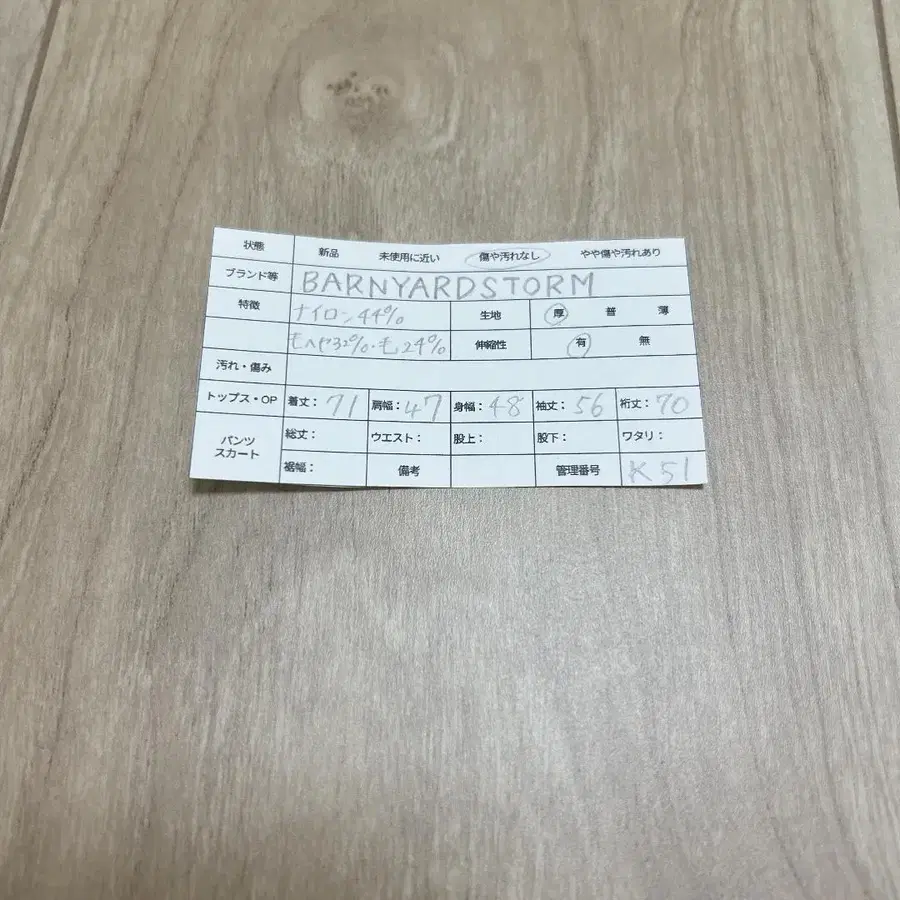 状態 新品 未使用に近い 傷や汚れなし やや傷や汚れあり
ブランド等 BARNYARDSTORM
特徴 ナイロン44% 生地 厚 普 薄
モヘヤ32%・毛24% 伸縮性 有 無
汚れ・傷み
トップス・OP 着丈:71 肩幅:47 身幅:48 袖丈:56 裄丈:70
パンツ スカート 総丈: ウエスト: 股上: 股下: ワタリ:
裾幅: 備考 管理番号 K51